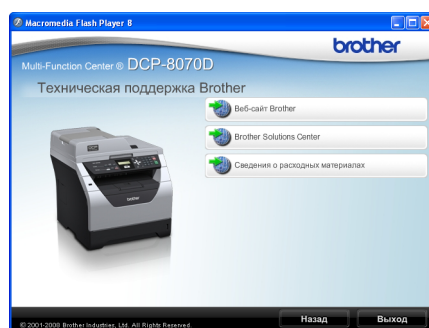 Macromedia Flash Player 8
brother
Multi-Function Center ® DCP-8070D
Техническая поддержка Brother
Веб-сайт Brother
Brother Solutions Center
Сведения о расходных материалах
Назад
Выход
© 2001-2008 Brother Industries, Ltd. All Rights Reserved.